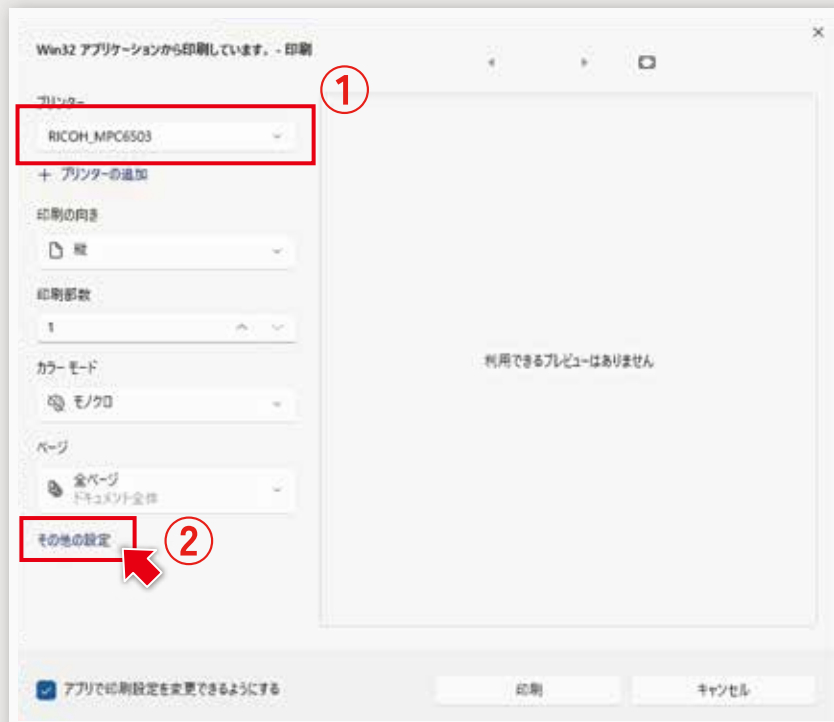 Win32 アプリケーションから印刷しています。 - 印刷
①
プリンター
RICOH_MPC6503
+ プリンターの追加
印刷の向き
縦
印刷部数
1
カラー モード
モノクロ
ページ
全ページ
ドキュメント全体
その他の設定
②
利用できるプレビューはありません
アプリで印刷設定を変更できるようにする
印刷
キャンセル